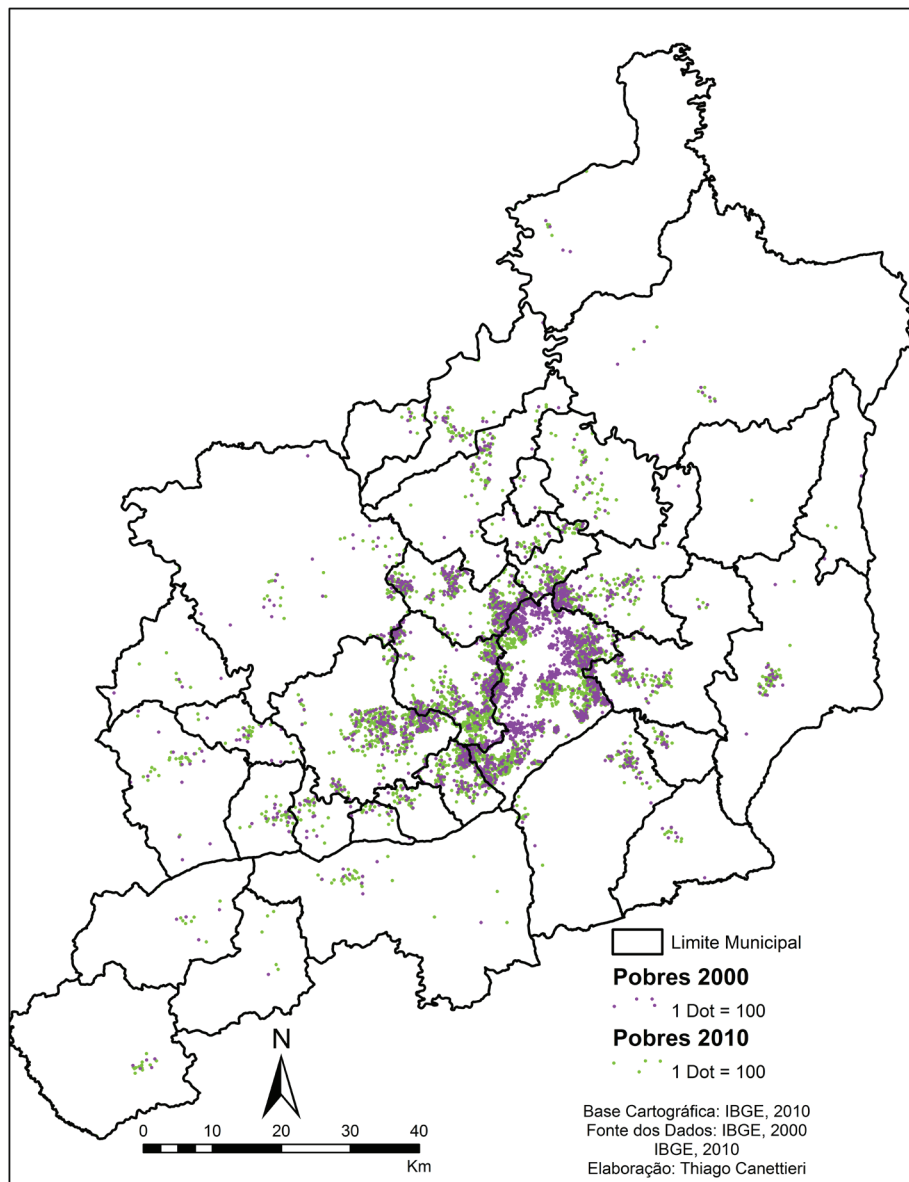 Limite Municipal
Pobres 2000
1 Dot = 100
Pobres 2010
1 Dot = 100
N
0 10 20 30 40
Km
Base Cartográfica: IBGE, 2010
Fonte dos Dados: IBGE, 2000
IBGE, 2010
Elaboração: Thiago Canettieri